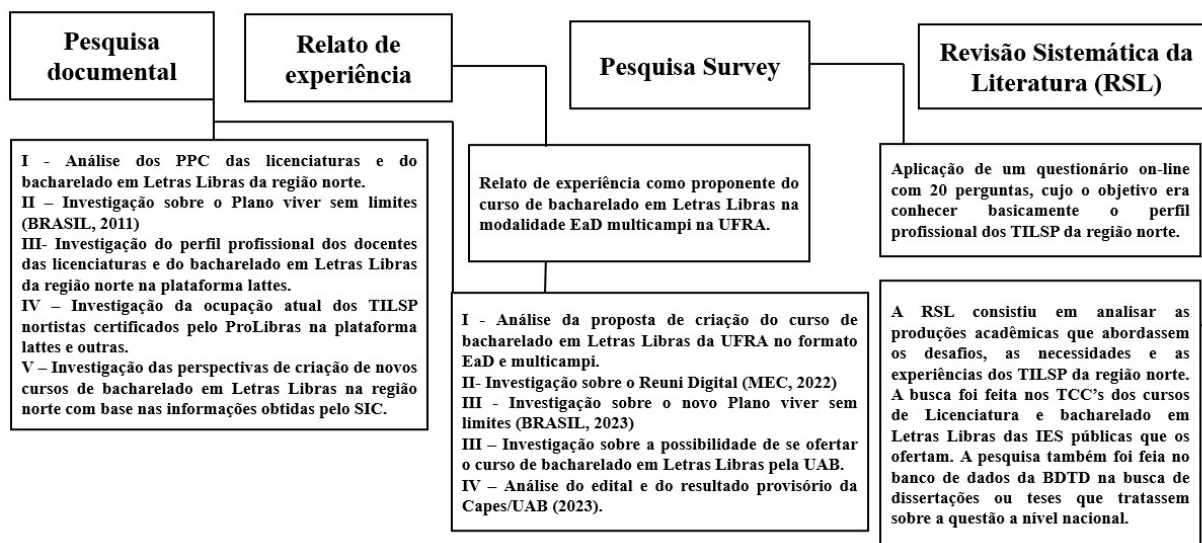 Pesquisa
documental
Relato de
experiência
Pesquisa Survey
Revisão Sistemática da
Literatura (RSL)
I - Análise dos PPC das licenciaturas e do
bacharelado em Letras Libras da região norte.
II – Investigação sobre o Plano viver sem limites
(BRASIL, 2011)
III- Investigação do perfil profissional dos docentes
das licenciaturas e do bacharelado em Letras Libras
da região norte na plataforma lattes.
IV – Investigação da ocupação atual dos TILSP
nortistas certificados pelo ProLibras na plataforma
lattes e outras.
V – Investigação das perspectivas de criação de novos
cursos de bacharelado em Letras Libras na região
norte com base nas informações obtidas pelo SIC.
Relato de experiência como proponente do
curso de bacharelado em Letras Libras na
modalidade EaD multicampi na UFRA.
I - Análise da proposta de criação do curso de
bacharelado em Letras Libras da UFRA no formato
EaD e multicampi.
II- Investigação sobre o Reuni Digital (MEC, 2022)
III - Investigação sobre o novo Plano viver sem
limites (BRASIL, 2023)
III – Investigação sobre a possibilidade de se ofertar
o curso de bacharelado em Letras Libras pela UAB.
IV – Análise do edital e do resultado provisório da
Capes/UAB (2023).
Aplicação de um questionário on-line
com 20 perguntas, cujo o objetivo era
conhecer basicamente o perfil
profissional dos TILSP da região norte.
A RSL consistiu em analisar as
produções acadêmicas que abordassem
os desafios, as necessidades e as
experiências dos TILSP da região norte.
A busca foi feita nos TCC’s dos cursos
de Licenciatura e bacharelado em
Letras Libras das IES públicas que os
ofertam. A pesquisa também foi feia no
banco de dados da BDTD na busca de
dissertações ou teses que tratassem
sobre a questão a nível nacional.